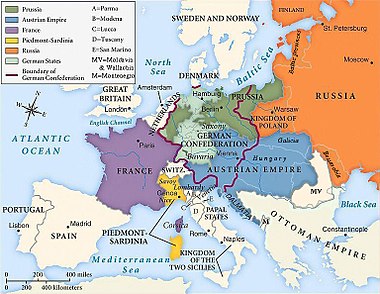 Prussia
Austrian Empire
France
Piedmont-Sardinia
Russia
German States
Boundary of
German Confederation
A=Parma
B=Modena
C=Lucca
D=Tuscany
E=San Marino
MV=Moldavia
& Wallachia
M=Montenegro
SWEDEN AND NORWAY
FINLAND
St. Petersburg
Baltic Provinces
Moscow
North
Sea
Baltic Sea
DENMARK
RUSSIA
GREAT
BRITAIN
London
Amsterdam
NETHERLANDS
Hamburg
Berlin
PRUSSIA
Warsaw
KINGDOM OF
POLAND
English Channel
Saxony
GERMAN
CONFEDERATION
Galicia
ATLANTIC
OCEAN
Paris
Bavaria
Vienna
Hungary
FRANCE
SWITZ.
AUSTRIAN EMPIRE
Savoy
Lombardy
Genoa
MV
Black Sea
PORTUGAL
Lisbon
Madrid
SPAIN
Corsica
A
B
C
D
E
PAPAL
STATES
Rome
DALMATIA
M
Constantinople
OTTOMAN EMPIRE
PIEDMONT-
SARDINIA
Naples
Mediterranean
Sea
KINGDOM OF THE
TWO SICILIES
0 200 400 miles
0 200 400 kilometers